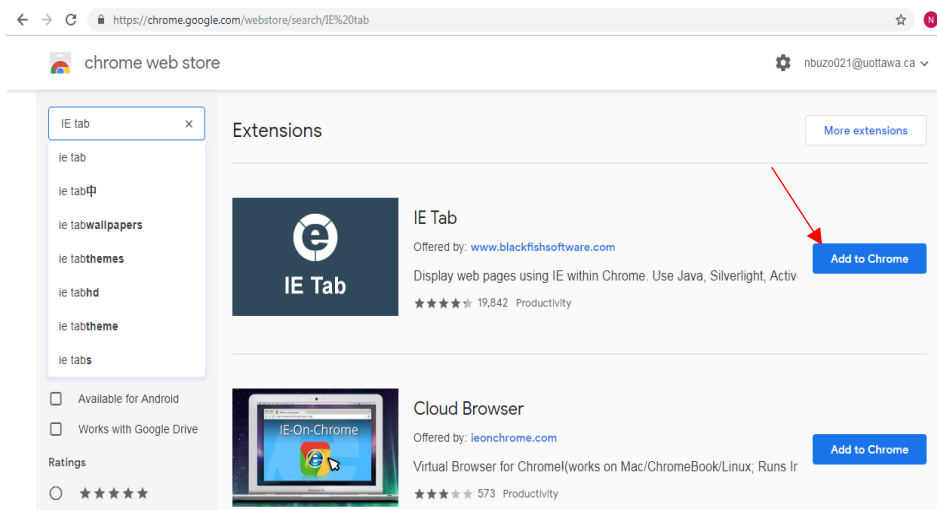 https://chrome.google.com/webstore/search/IE%20tab
N
chrome web store
nbuzo021@uottawa.ca
IE tab
x
ie tab
ie tab中
ie tabwallpapers
ie tabthemes
ie tabhd
ie tabtheme
ie tabs
Available for Android
Works with Google Drive
Ratings
Extensions
More extensions
IE Tab
IE Tab
Offered by: www.blackfishsoftware.com
Display web pages using IE within Chrome. Use Java, Silverlight, Activ
19,842 Productivity
Add to Chrome
IE-On-Chrome
Cloud Browser
Offered by: ieonchrome.com
Virtual Browser for Chrome!(works on Mac/ChromeBook/Linux; Runs Ir
573 Productivity
Add to Chrome